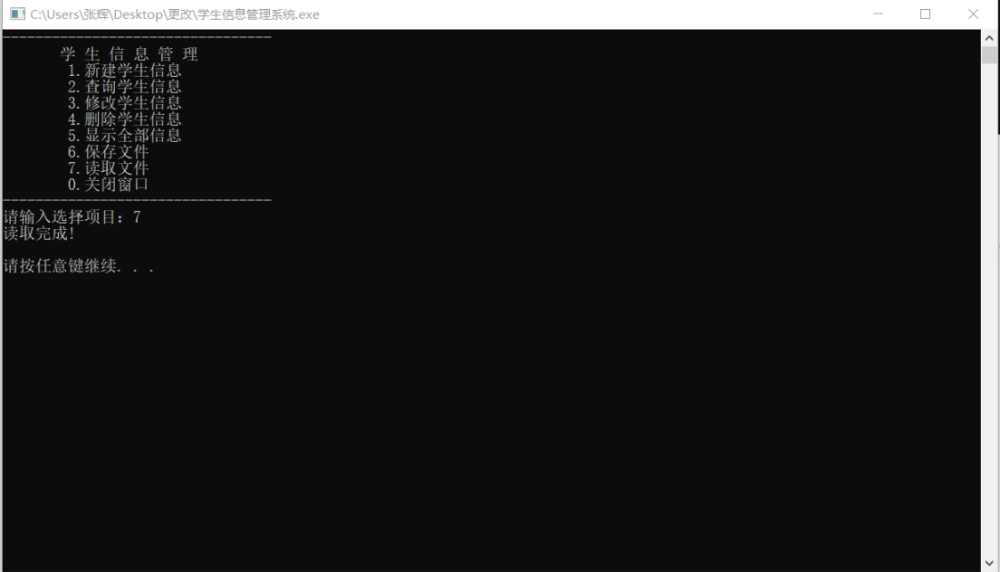 C:\Users\张辉\Desktop\更改\学生信息管理系统.exe
---------------------------------
学 生 信 息 管 理
1.新建学生信息
2.查询学生信息
3.修改学生信息
4.删除学生信息
5.显示全部信息
6.保存文件
7.读取文件
0.关闭窗口
---------------------------------
请输入选择项目：7
读取完成!
请按任意键继续. . .